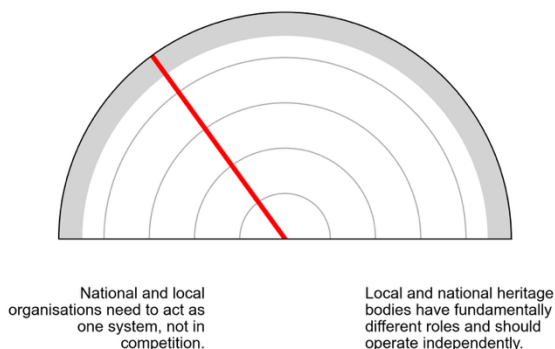 National and local
organisations need to act as
one system, not in
competition.
Local and national heritage
bodies have fundamentally
different roles and should
operate independently.